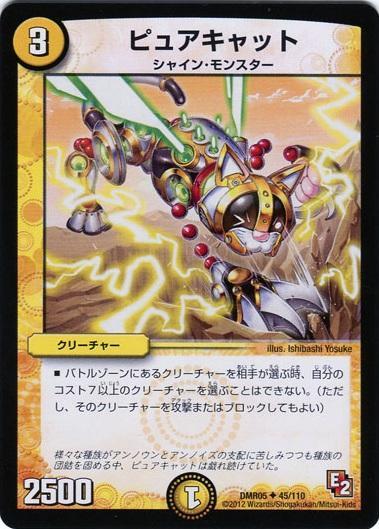 3
ピュアキャット
シャイン・モンスター
クリーチャー
illus. Ishibashi Yosuke
■ バトルゾーンにあるクリーチャーを相手が選ぶ時、自分の
コスト7以上のクリーチャーを選ぶことはできない。(ただ
し、そのクリーチャーを攻撃またはブロックしてもよい)
様々な種族がアンノウンとアンノイズの支配に苦しみつつも種族の
団結を固める中、ピュアキャットは戯れていた。
2500
1
E2
DMR05 ◆ 45/110
©2012 Wizards/Shogakukan/Mitsui-Kids